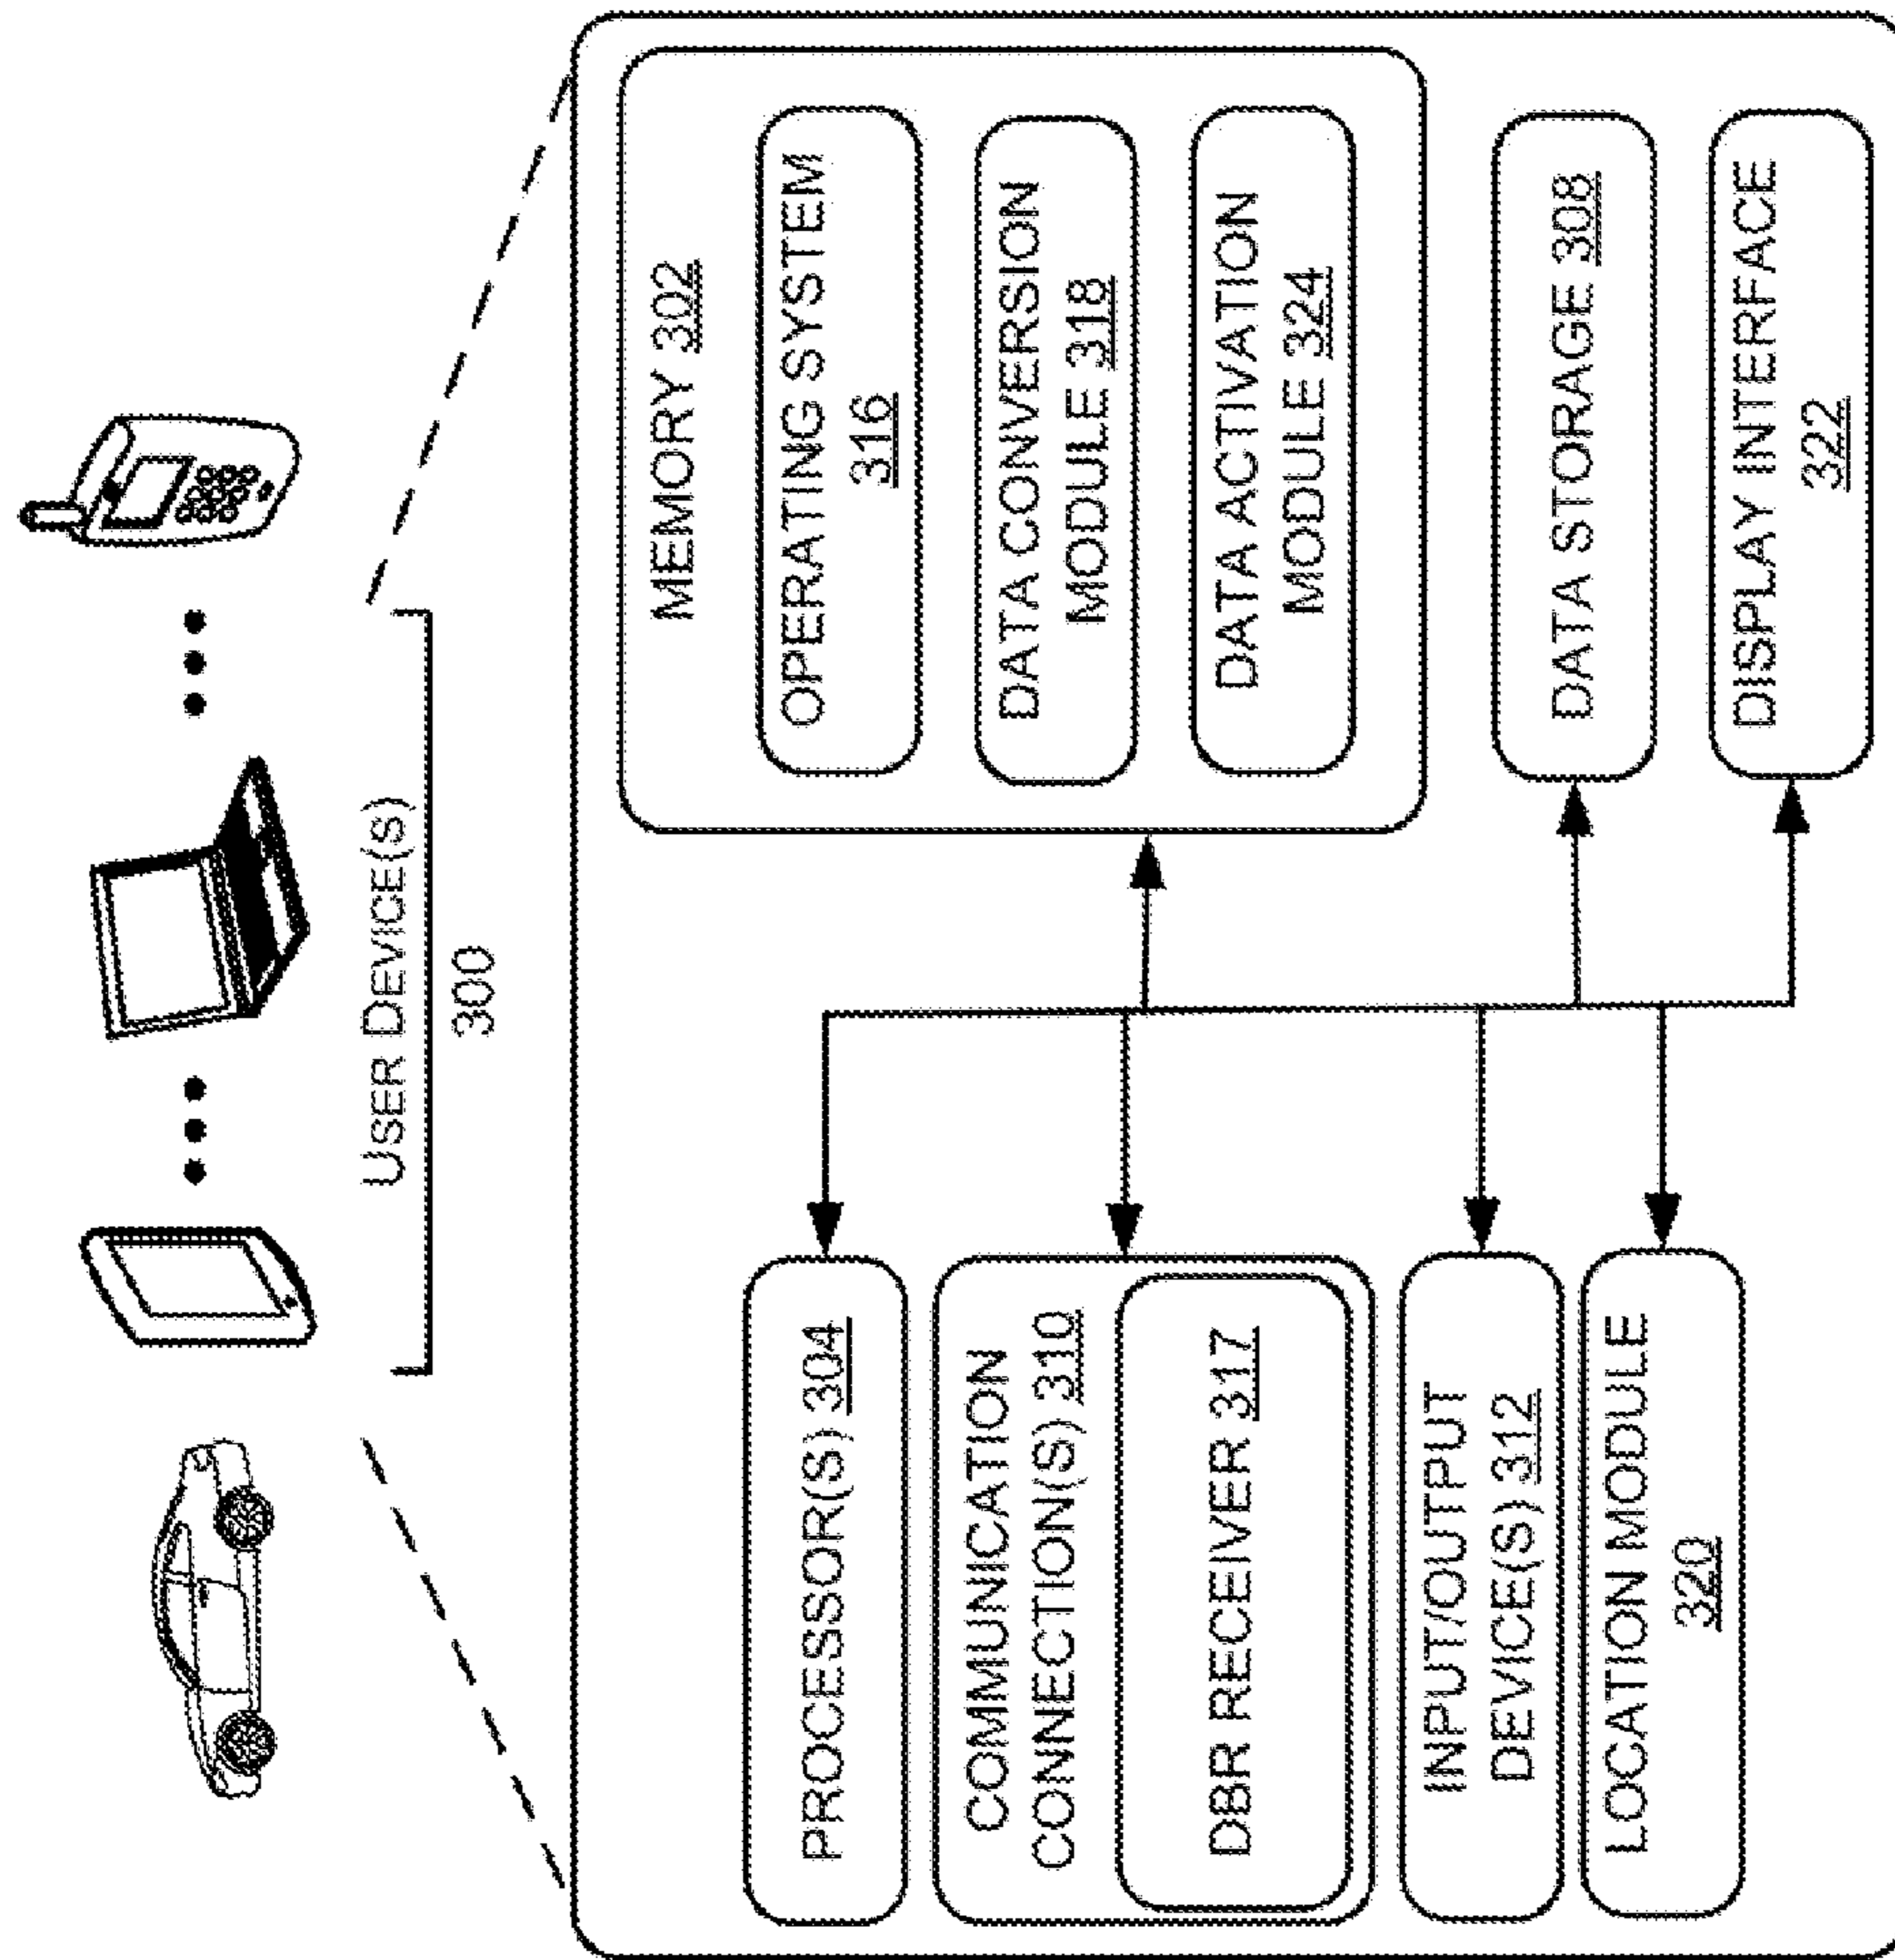 USER DEVICE(S)
300
PROCESSOR(S) 304
COMMUNICATION
CONNECTION(S) 310
DBR RECEIVER 317
INPUT/OUTPUT
DEVICE(S) 312
LOCATION MODULE
320
MEMORY 302
OPERATING SYSTEM
316
DATA CONVERSION
MODULE 318
DATA ACTIVATION
MODULE 324
DATA STORAGE 308
DISPLAY INTERFACE
322